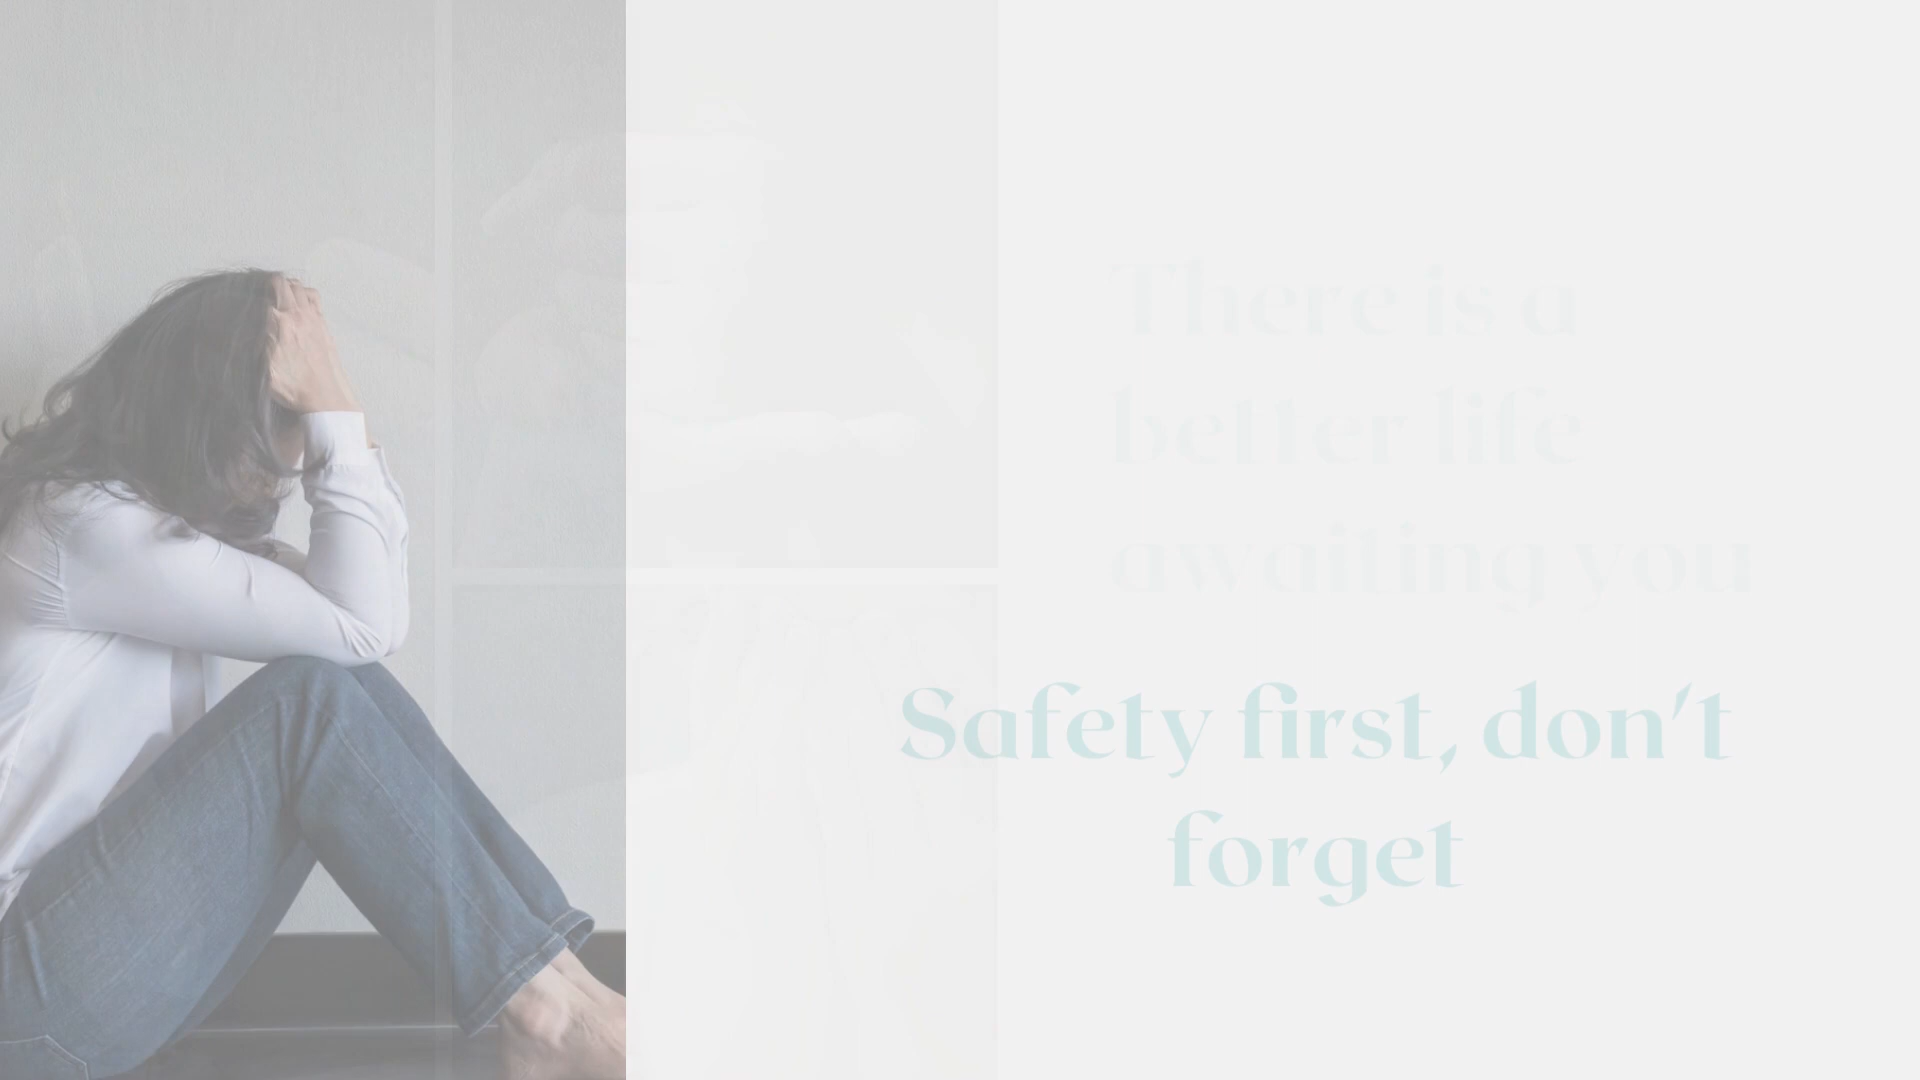 There is a
better life
awaiting you
Safety first, don't
forget